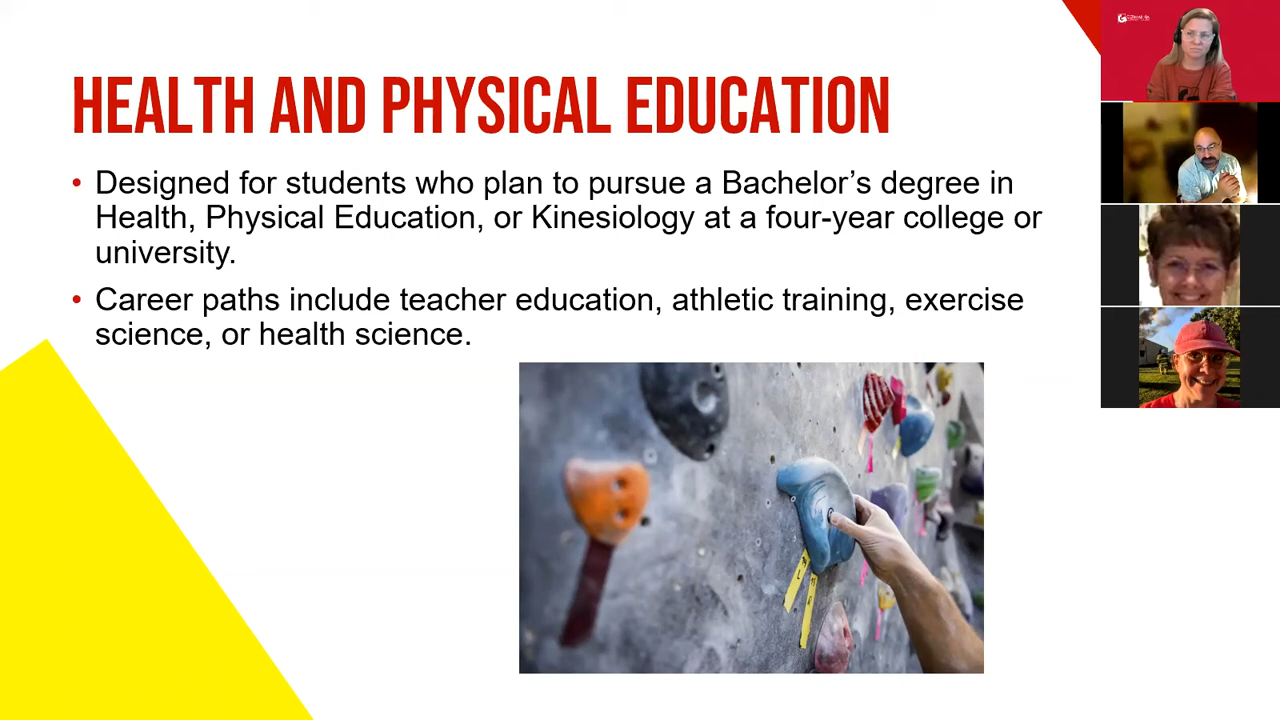 HEALTH AND PHYSICAL EDUCATION
• Designed for students who plan to pursue a Bachelor’s degree in
Health, Physical Education, or Kinesiology at a four-year college or
university.
• Career paths include teacher education, athletic training, exercise
science, or health science.